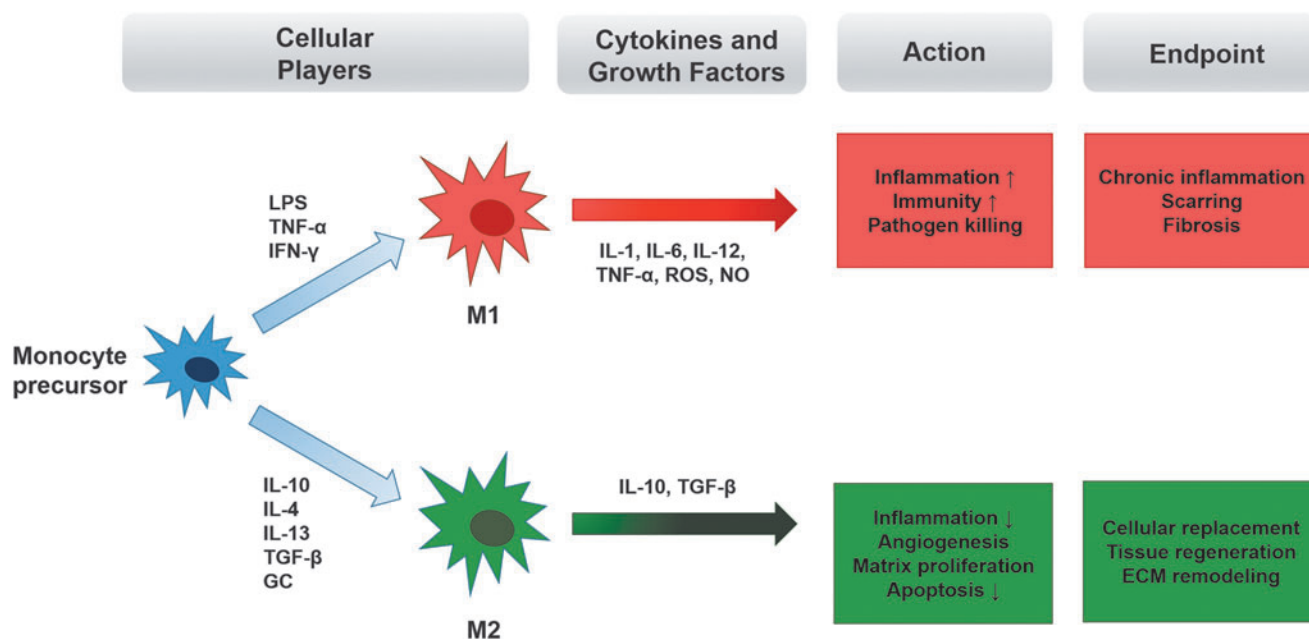 Cellular
Players
Cytokines and
Growth Factors
Action
Endpoint
LPS
TNF-α
IFN-γ
M1
IL-1, IL-6, IL-12,
TNF-α, ROS, NO
Inflammation ↑
Immunity ↑
Pathogen killing
Chronic inflammation
Scarring
Fibrosis
Monocyte
precursor
IL-10
IL-4
IL-13
TGF-β
GC
M2
IL-10, TGF-β
Inflammation ↓
Angiogenesis
Matrix proliferation
Apoptosis ↓
Cellular replacement
Tissue regeneration
ECM remodeling